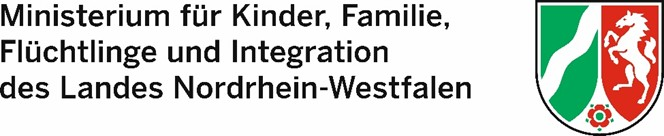 Ministerium für Kinder, Familie,
Flüchtlinge und Integration
des Landes Nordrhein-Westfalen